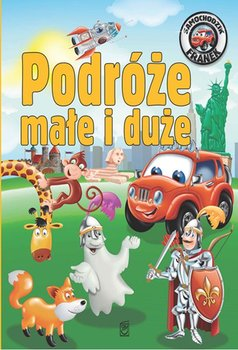 SAMOCHODZIK
FRANEK
Podróże
małe i duże